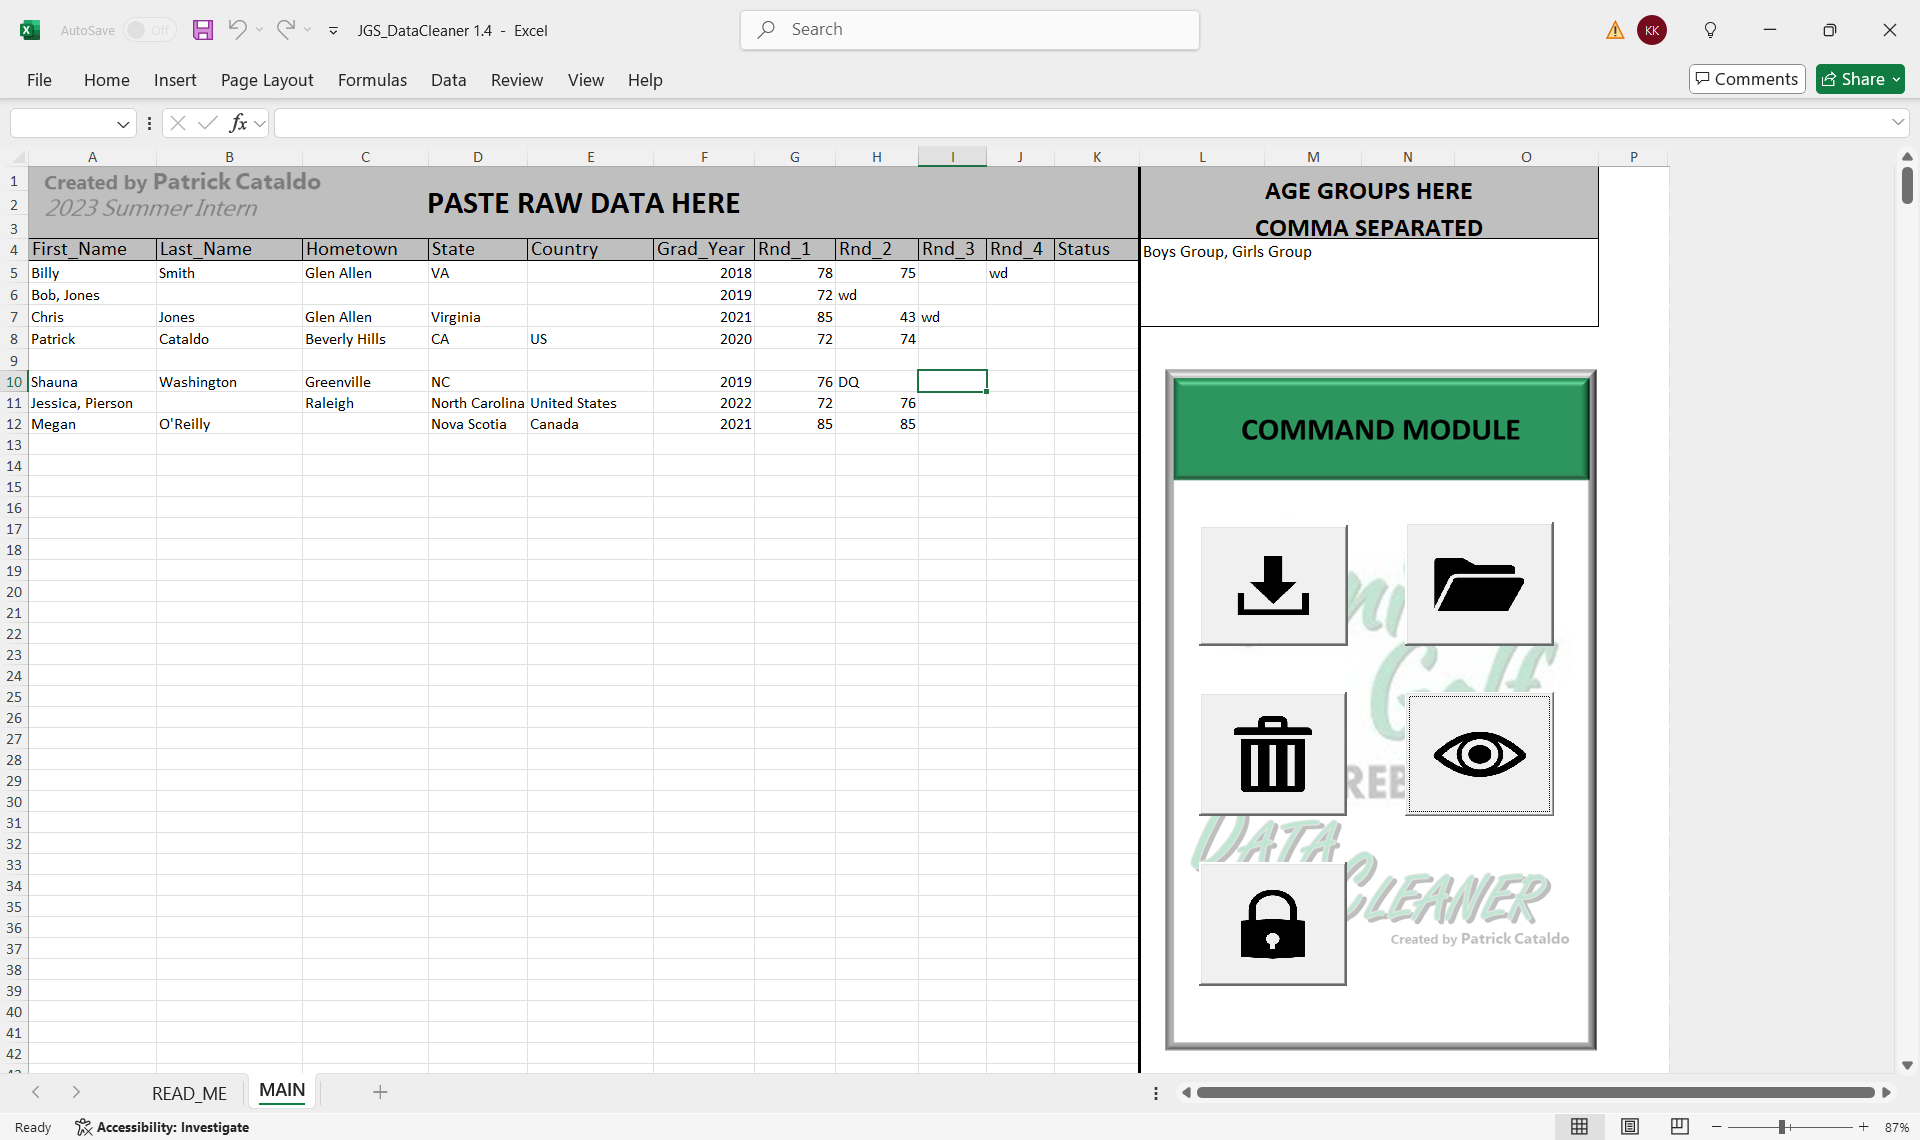 AutoSave Off JGS_DataCleaner 1.4 - Excel Search KK
File Home Insert Page Layout Formulas Data Review View Help Comments Share
fx
A B C D E F G H I J K L M N O P
1 Created by Patrick Cataldo
2 2023 Summer Intern PASTE RAW DATA HERE AGE GROUPS HERE
3 COMMA SEPARATED
4 First_Name Last_Name Hometown State Country Grad_Year Rnd_1 Rnd_2 Rnd_3 Rnd_4 Status Boys Group, Girls Group
5 Billy Smith Glen Allen VA 2018 78 75 wd
6 Bob, Jones 2019 72 wd
7 Chris Jones Glen Allen Virginia 2021 85 43 wd
8 Patrick Cataldo Beverly Hills CA US 2020 72 74
9
10 Shauna Washington Greenville NC 2019 76 DQ
11 Jessica, Pierson Raleigh North Carolina United States 2022 72 76
12 Megan O'Reilly Nova Scotia Canada 2021 85 85
COMMAND MODULE
13
14
15
16
17
18
19
20
21
22
23
24
25
26
27
28
29
30
31
32
33
34
35
36
37
38
39
40
41
42
Golf
DATA
CLEANER
Created by Patrick Cataldo
READ_ME MAIN
Ready Accessibility: Investigate 87%